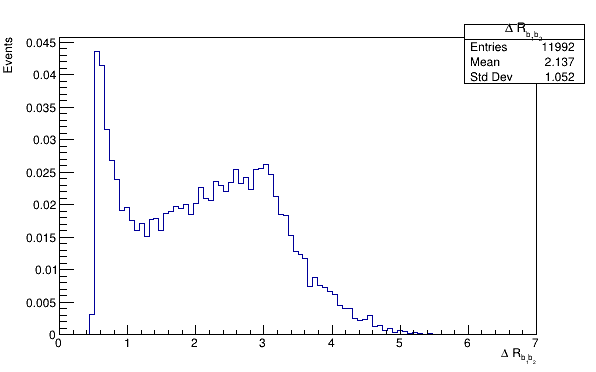 Δ R b₁b₂
Entries 11992
Mean 2.137
Std Dev 1.052
Events
0.045
0.04
0.035
0.03
0.025
0.02
0.015
0.01
0.005
0
0 1 2 3 4 5 6 7
Δ R b₁b₂